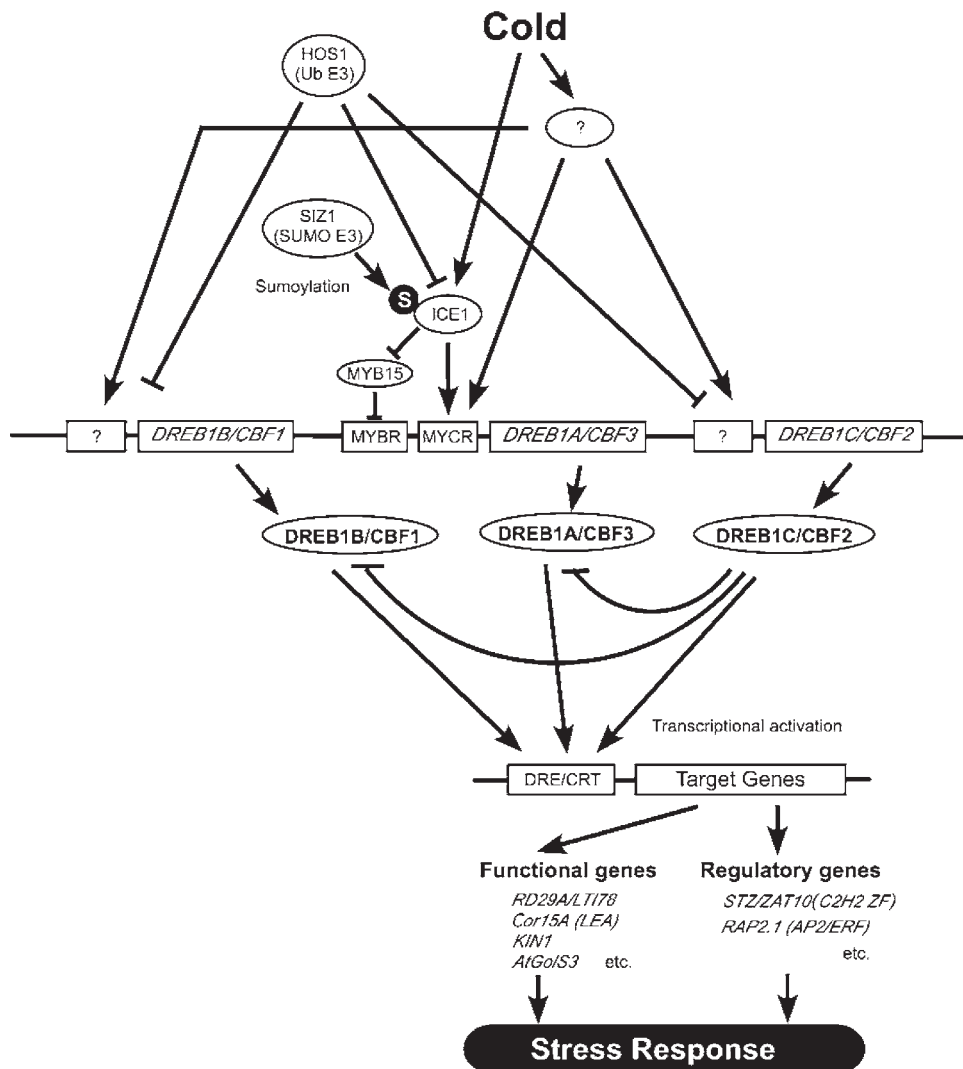 Cold
HOS1
(Ub E3)
?
SIZ1
(SUMO E3)
Sumoylation
S
ICE1
MYB15
?
DREB1B/CBF1
MYBR
MYCR
DREB1A/CBF3
?
DREB1C/CBF2
DREB1B/CBF1
DREB1A/CBF3
DREB1C/CBF2
Transcriptional activation
DRE/CRT
Target Genes
Functional genes
Regulatory genes
RD29A/LTI78
Cor15A (LEA)
KIN1
AtGolS3 etc.
STZ/ZAT10(C2H2 ZF)
RAP2.1 (AP2/ERF)
etc.
Stress Response